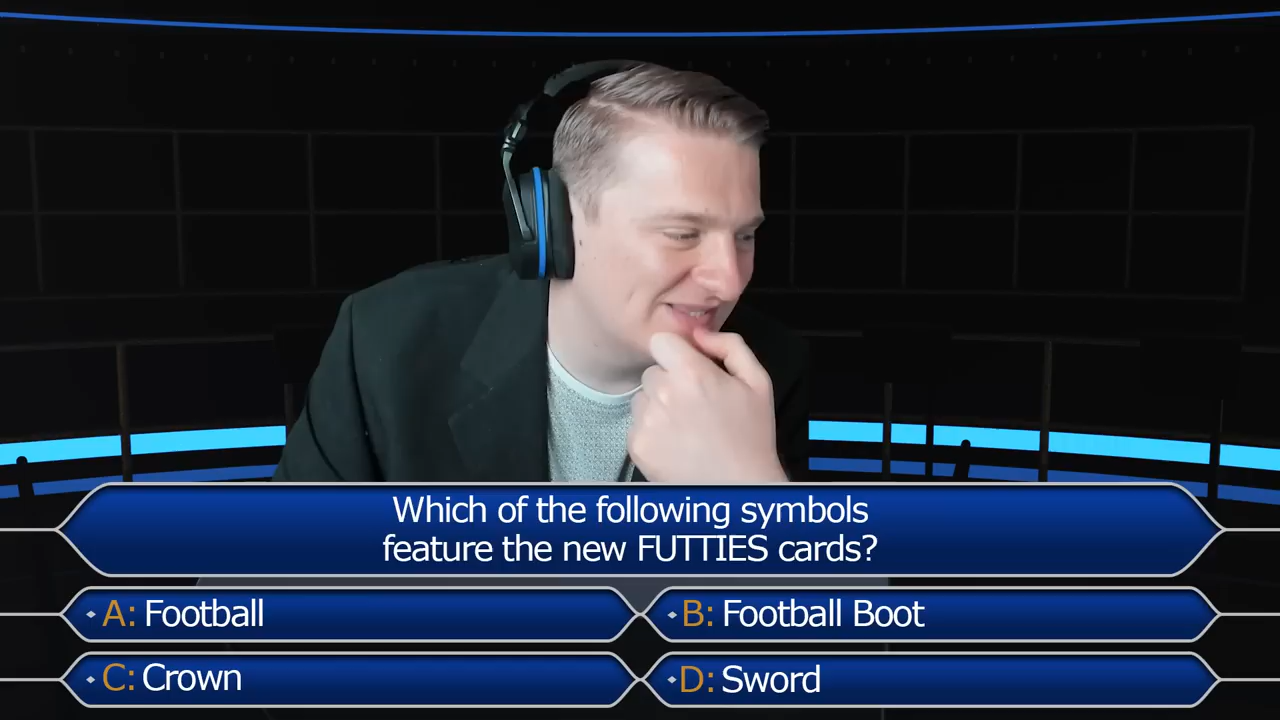 Which of the following symbols
feature the new FUTTIES cards?
A: Football
B: Football Boot
C: Crown
D: Sword